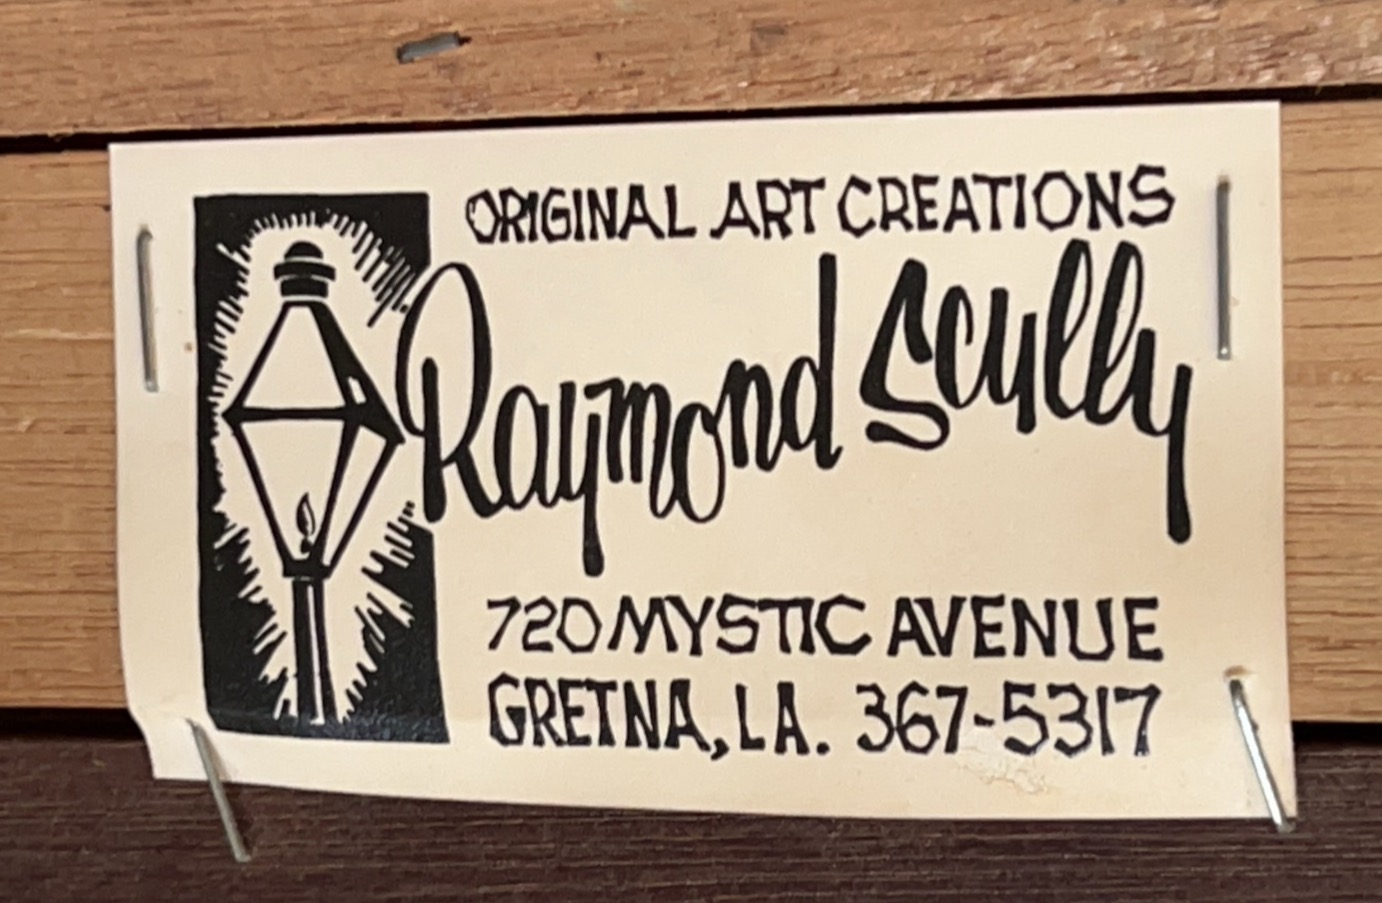 ORIGINAL ART CREATIONS
Raymond Scully
720 MYSTIC AVENUE
GRETNA, LA. 367-5317